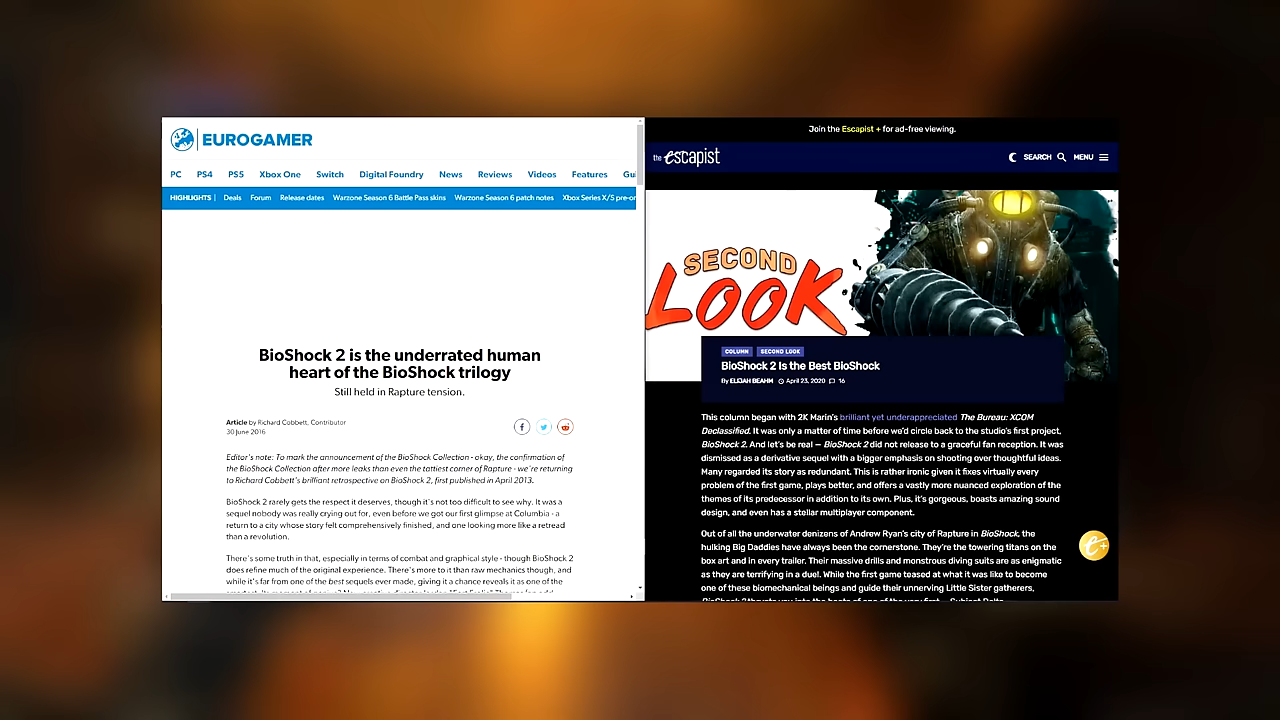 EUROGAMER
PC PS4 PS5 Xbox One Switch Digital Foundry News Reviews Videos Features Gu
HIGHLIGHTS | Deals Forum Release dates Warzone Season 6 Battle Pass skins Warzone Season 6 patch notes Xbox Series X/S pre-or
BioShock 2 is the underrated human
heart of the BioShock trilogy
Still held in Rapture tension.
Article by Richard Cobbett, Contributor
30 June 2016
Editor's note: To mark the announcement of the BioShock Collection - okay, the confirmation of
the BioShock Collection after more leaks than even the tattiest corner of Rapture - we're returning
to Richard Cobbett's brilliant retrospective on BioShock 2, first published in April 2013.
BioShock 2 rarely gets the respect it deserves, though it's not too difficult to see why. It was a
sequel nobody was really crying out for, even before we got our first glimpse at Columbia - a
return to a city whose story felt comprehensively finished, and one looking more like a retread
than a revolution.
There's some truth in that, especially in terms of combat and graphical style - though BioShock 2
does refine much of the original experience. There's more to it than raw mechanics though, and
while it's far from one of the best sequels ever made, giving it a chance reveals it as one of the
Join the Escapist + for ad-free viewing.
the escapist
SEARCH MENU
SECOND
LOOK
COLUMN SECOND LOOK
BioShock 2 Is the Best BioShock
By ELIJAH BEAHM April 23, 2020 16
This column began with 2K Marin's brilliant yet underappreciated The Bureau: XCOM
Declassified. It was only a matter of time before we'd circle back to the studio's first project,
BioShock 2. And let's be real — BioShock 2 did not release to a graceful fan reception. It was
dismissed as a derivative sequel with a bigger emphasis on shooting over thoughtful ideas.
Many regarded its story as redundant. This is rather ironic given it fixes virtually every
problem of the first game, plays better, and offers a vastly more nuanced exploration of the
themes of its predecessor in addition to its own. Plus, it's gorgeous, boasts amazing sound
design, and even has a stellar multiplayer component.
Out of all the underwater denizens of Andrew Ryan's city of Rapture in BioShock, the
hulking Big Daddies have always been the cornerstone. They're the towering titans on the
box art and in every trailer. Their massive drills and monstrous diving suits are as enigmatic
as they are terrifying in a duel. While the first game teased at what it was like to become
one of these biomechanical beings and guide their unnerving Little Sister gatherers,
e+